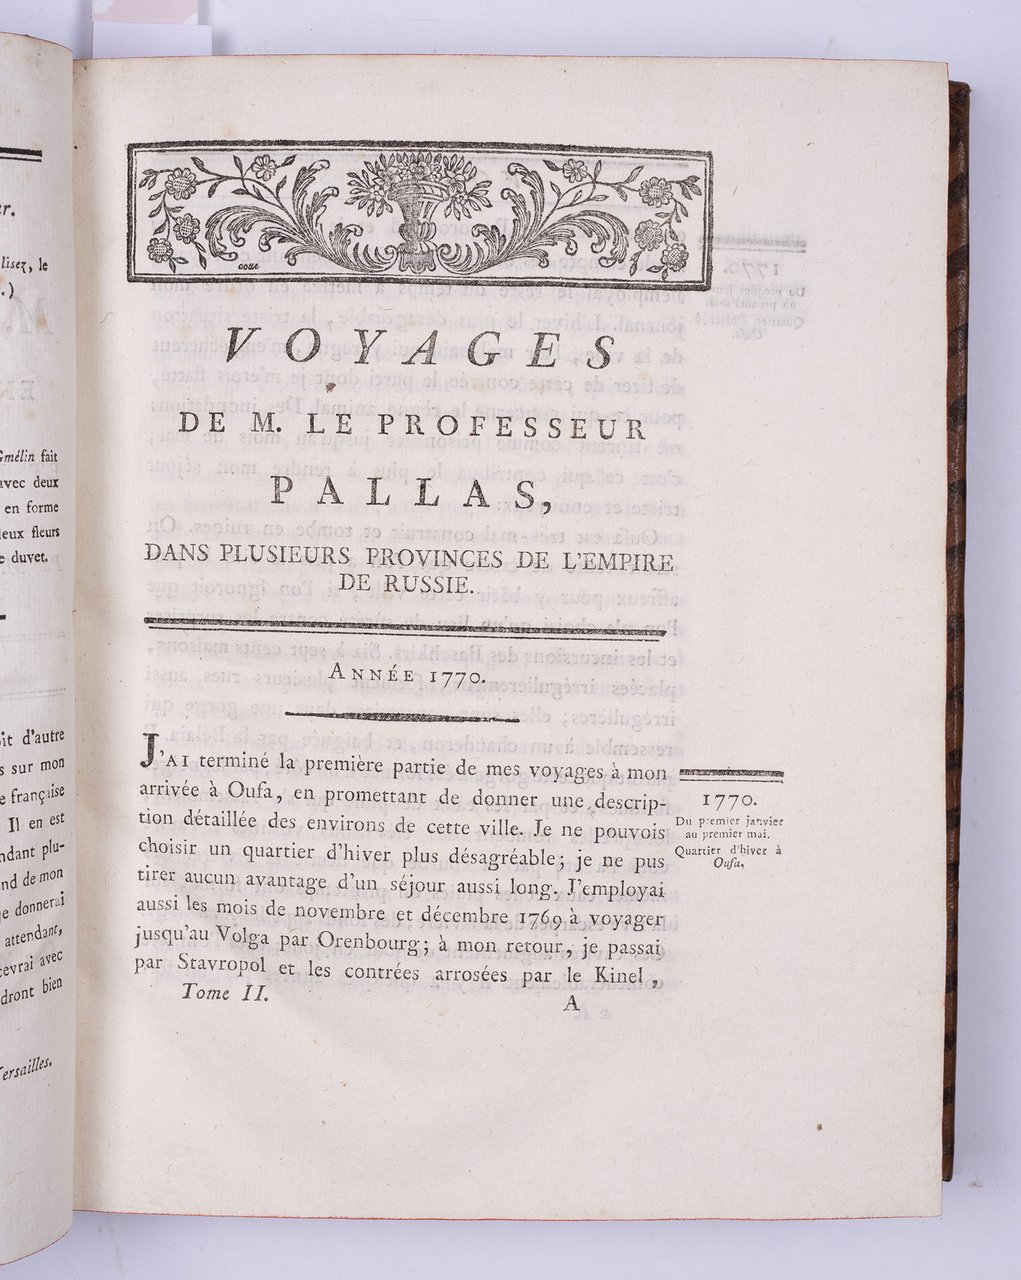 r.
lisez, le
.)
Gmélin fait
avec deux
en forme
deux fleurs
e duvet.
it d'autre
s sur mon
e française
Il en est
ndant plu-
nd de mon
e donnerai
attendant,
cevrai avec
dront bien
Versailles.
coue
VOYAGES
DE M. LE PROFESSEUR
PALLAS,
DANS PLUSIEURS PROVINCES DE L'EMPIRE
DE RUSSIE.
ANNÉE 1770.
J'AI terminé la première partie de mes voyages à mon
arrivée à Oufa, en promettant de donner une descrip-
tion détaillée des environs de cette ville. Je ne pouvois
choisir un quartier d'hiver plus désagréable; je ne pus
tirer aucun avantage d'un séjour aussi long. J'employai
aussi les mois de novembre et décembre 1769 à voyager
jusqu'au Volga par Orenbourg; à mon retour, je passai
par Stavropol et les contrées arrosées par le Kinel,
Tome II.
A
1770.
Du premier janvier
au premier mai.
Quartier d'hiver à
Oufa.